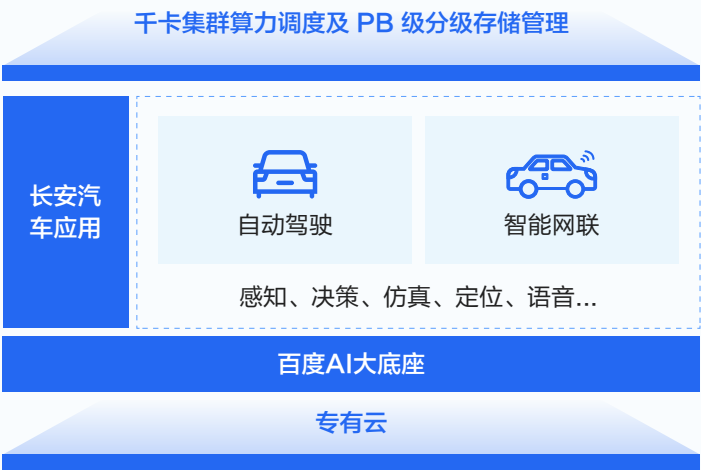 千卡集群算力调度及 PB 级分级存储管理
长安汽
车应用
自动驾驶
智能网联
感知、决策、仿真、定位、语音...
百度AI大底座
专有云